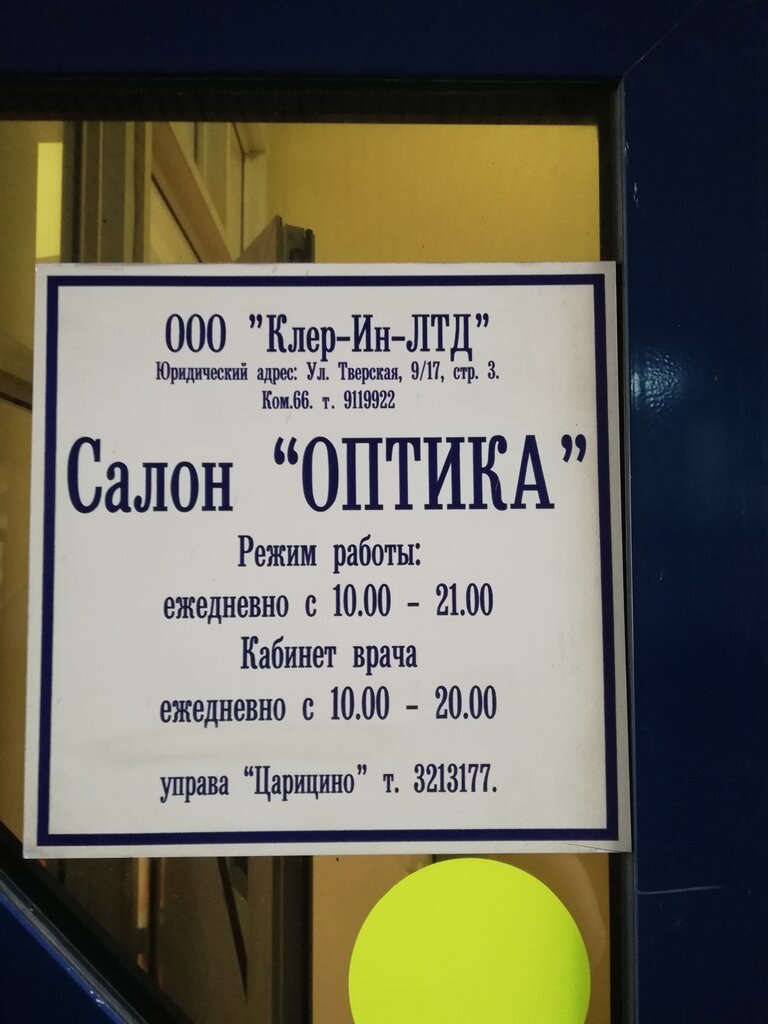 ООО "Клер-Ин-ЛТД"
Юридический адрес: Ул. Тверская, 9/17, стр. 3.
Ком.66. т. 9119922
Салон “ОПТИКА”
Режим работы:
ежедневно с 10.00 - 21.00
Кабинет врача
ежедневно с 10.00 - 20.00
управа “Царицино” т. 3213177.